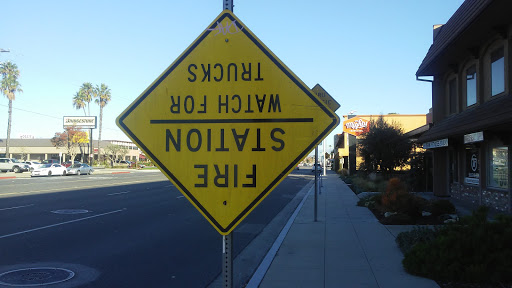 FIRE
STATION
WATCH FOR
TRUCKS